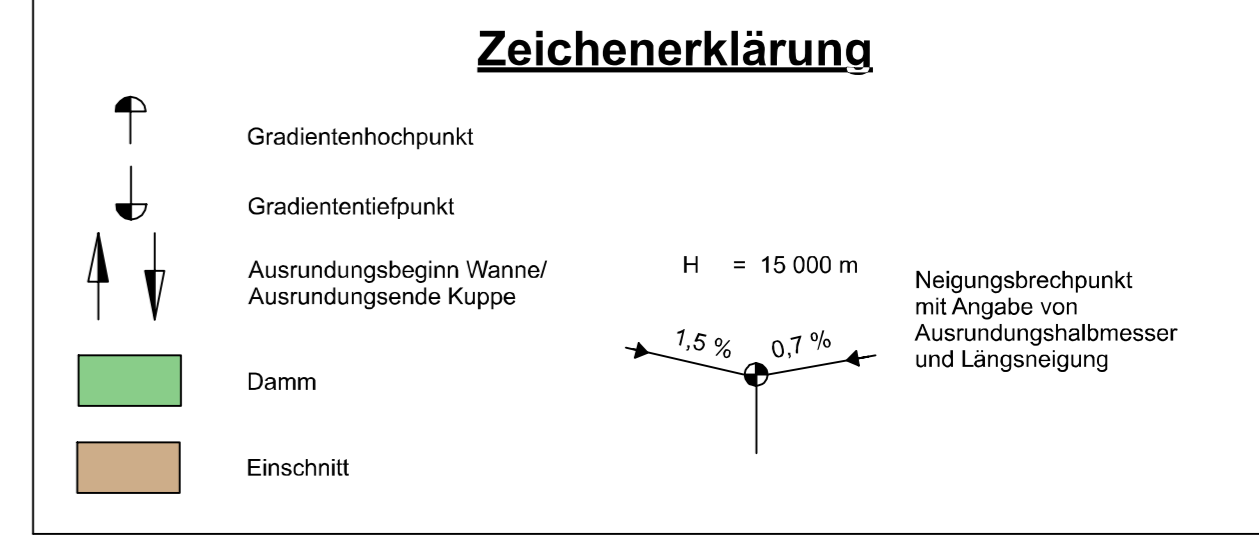 Zeichenerklärung
Gradientenhochpunkt
Gradiententiefpunkt
Ausrundungsbeginn Wanne/
Ausrundungsende Kuppe
Damm
Einschnitt
H = 15 000 m
1,5 % 0,7 %
Neigungsbrechpunkt
mit Angabe von
Ausrundungshalbmesser
und Längsneigung